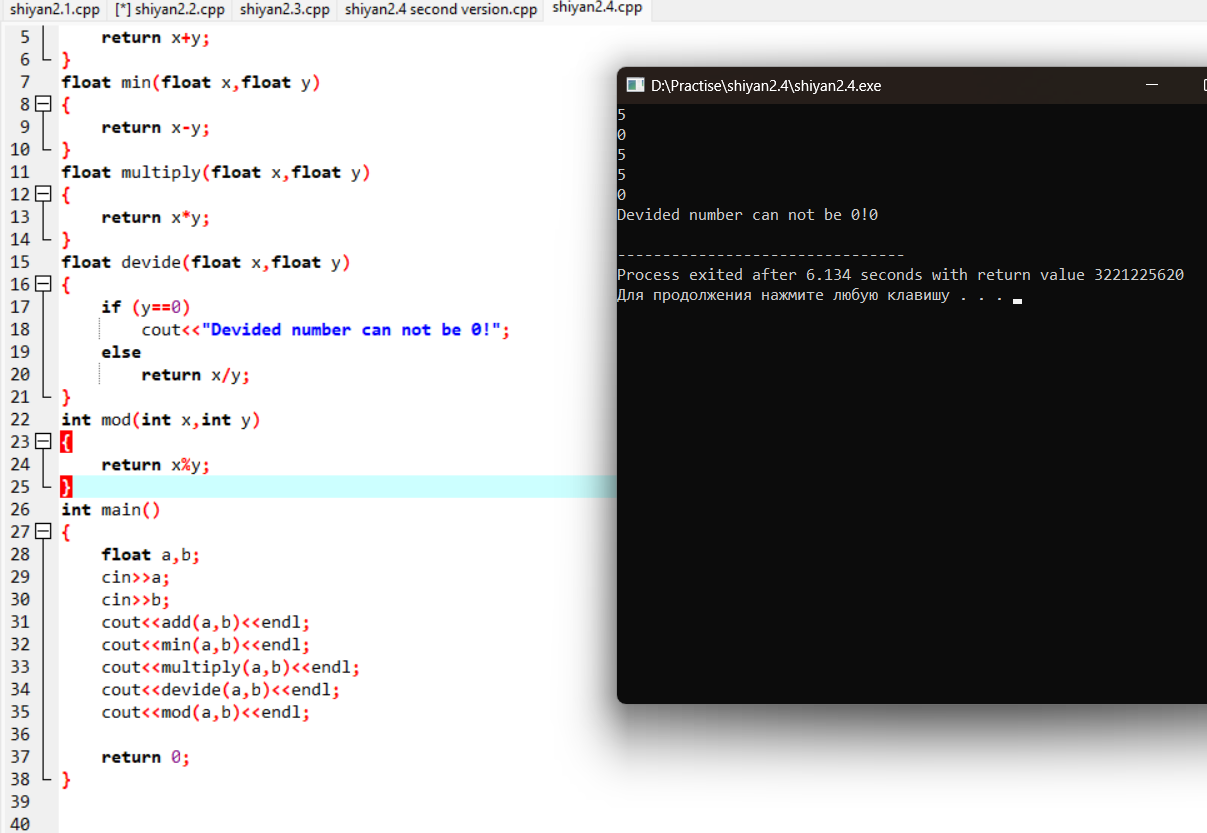 shiyan2.1.cpp [*] shiyan2.2.cpp shiyan2.3.cpp shiyan2.4 second version.cpp shiyan2.4.cpp
5 return x+y;
6 }
7 float min(float x,float y)
8 {
9 return x-y;
10 }
11 float multiply(float x,float y)
12 {
13 return x*y;
14 }
15 float devide(float x,float y)
16 {
17 if (y==0)
18 cout<<"Devided number can not be 0!";
19 else
20 return x/y;
21 }
22 int mod(int x,int y)
23 {
24 return x%y;
25 }
26 int main()
27 {
28 float a,b;
29 cin>>a;
30 cin>>b;
31 cout<<add(a,b)<<endl;
32 cout<<min(a,b)<<endl;
33 cout<<multiply(a,b)<<endl;
34 cout<<devide(a,b)<<endl;
35 cout<<mod(a,b)<<endl;
36
37 return 0;
38 }
39
40
D:\Practise\shiyan2.4\shiyan2.4.exe
5
0
5
5
0
Devided number can not be 0!0
--------------------------------
Process exited after 6.134 seconds with return value 3221225620
Для продолжения нажмите любую клавишу . . .